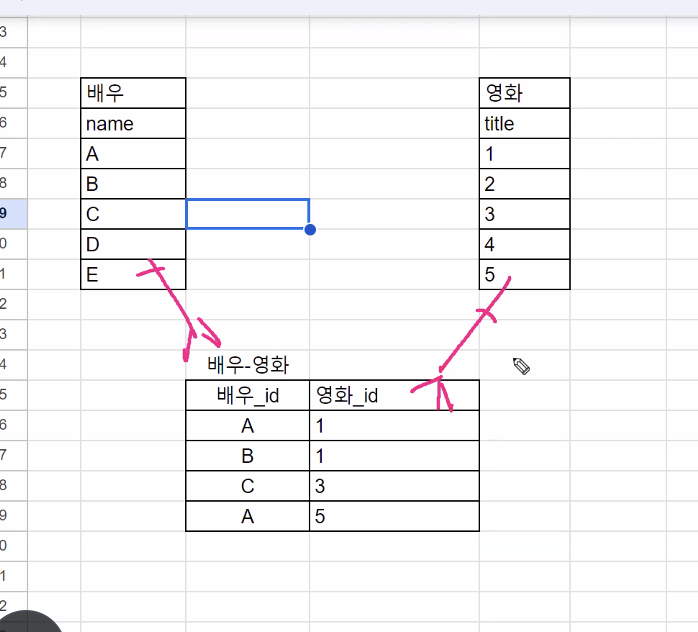 3
4
5 배우 영화
6 name title
7 A 1
8 B 2
9 C 3
0 D 4
1 E 5
2
3
4 배우-영화
5 배우_id 영화_id
6 A 1
7 B 1
8 C 3
9 A 5
0
1
2